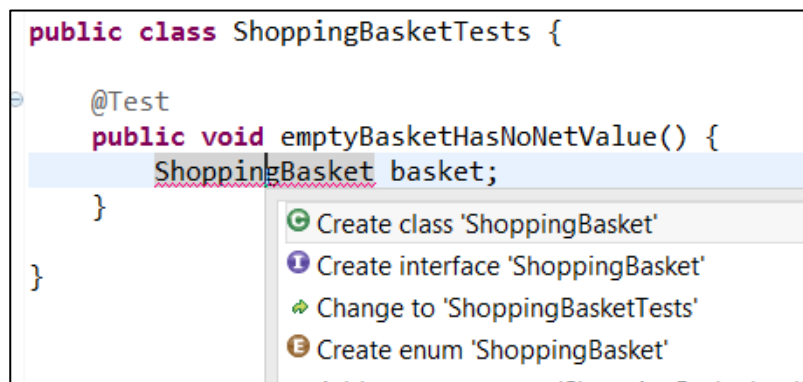 public class ShoppingBasketTests {
@Test
public void emptyBasketHasNoNetValue() {
ShoppingBasket basket;
}
C Create class 'ShoppingBasket'
I Create interface 'ShoppingBasket'
}
Change to 'ShoppingBasketTests'
E Create enum 'ShoppingBasket'